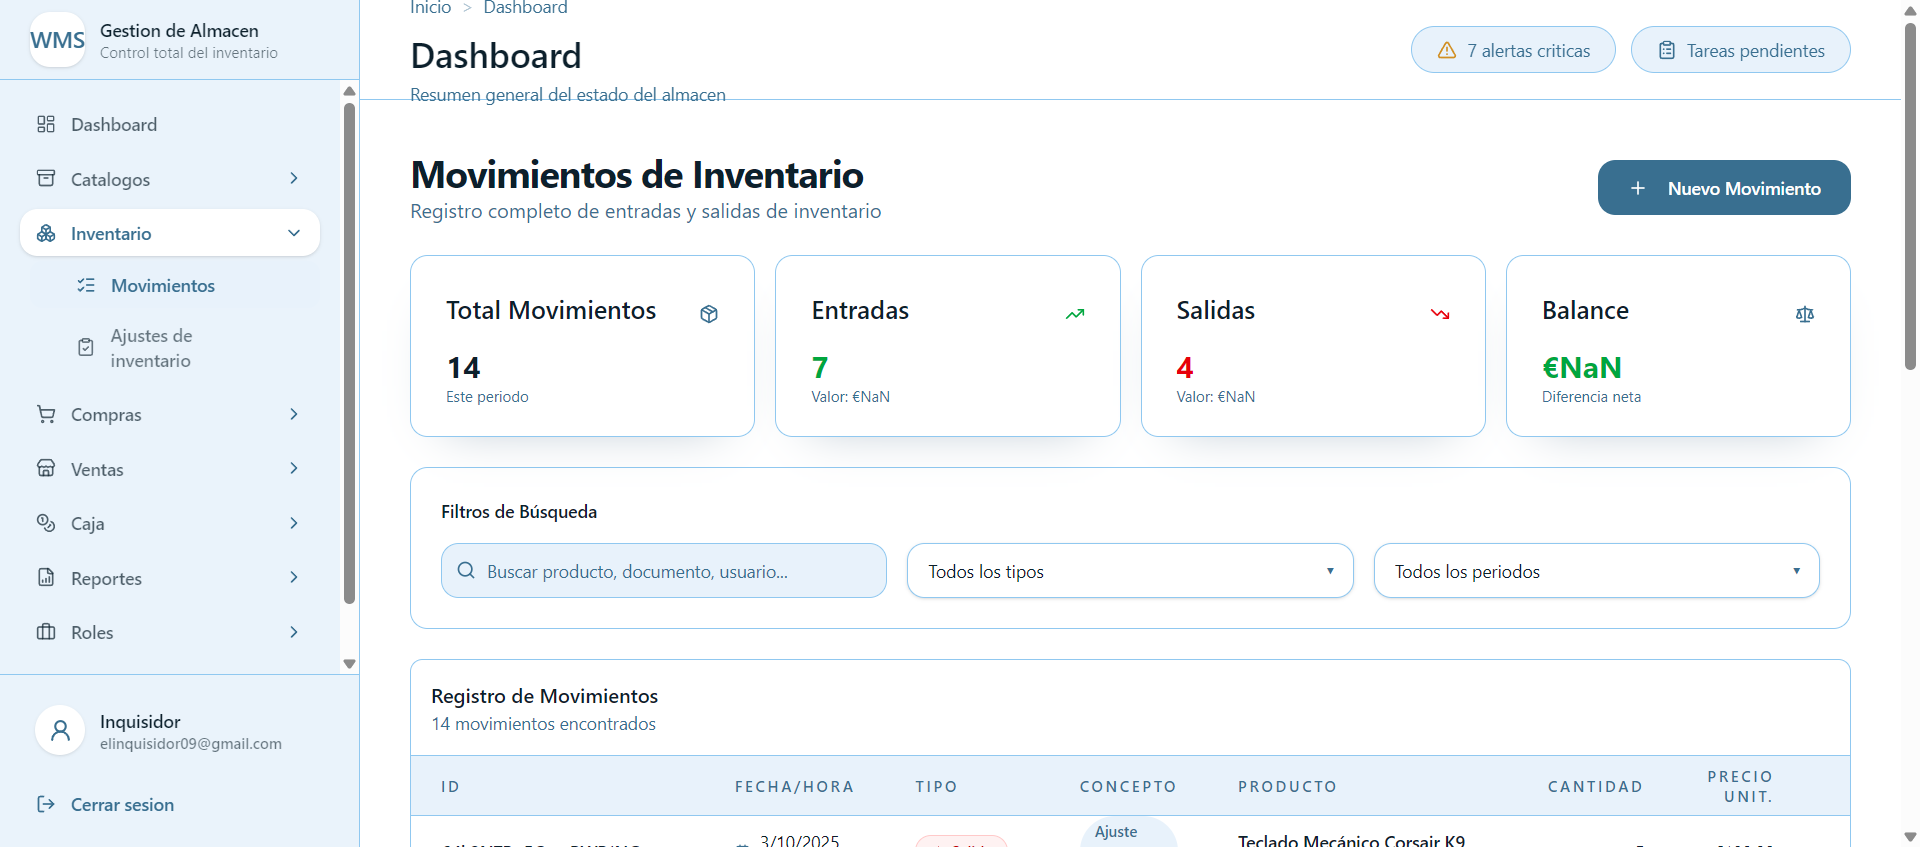 WMS
Gestion de Almacen
Control total del inventario
Dashboard
Catalogos
Inventario
Movimientos
Ajustes de
inventario
Compras
Ventas
Caja
Reportes
Roles
Inquisidor
elinquisidor09@gmail.com
Cerrar sesion
Inicio > Dashboard
Dashboard
Resumen general del estado del almacen
7 alertas criticas
Tareas pendientes
Movimientos de Inventario
Registro completo de entradas y salidas de inventario
+ Nuevo Movimiento
Total Movimientos
14
Este periodo
Entradas
7
Valor: €NaN
Salidas
4
Valor: €NaN
Balance
€NaN
Diferencia neta
Filtros de Búsqueda
Buscar producto, documento, usuario...
Todos los tipos
Todos los periodos
Registro de Movimientos
14 movimientos encontrados
ID FECHA/HORA TIPO CONCEPTO PRODUCTO CANTIDAD PRECIO UNIT.
3/10/2025 Ajuste Teclado Mecánico Corsair K9